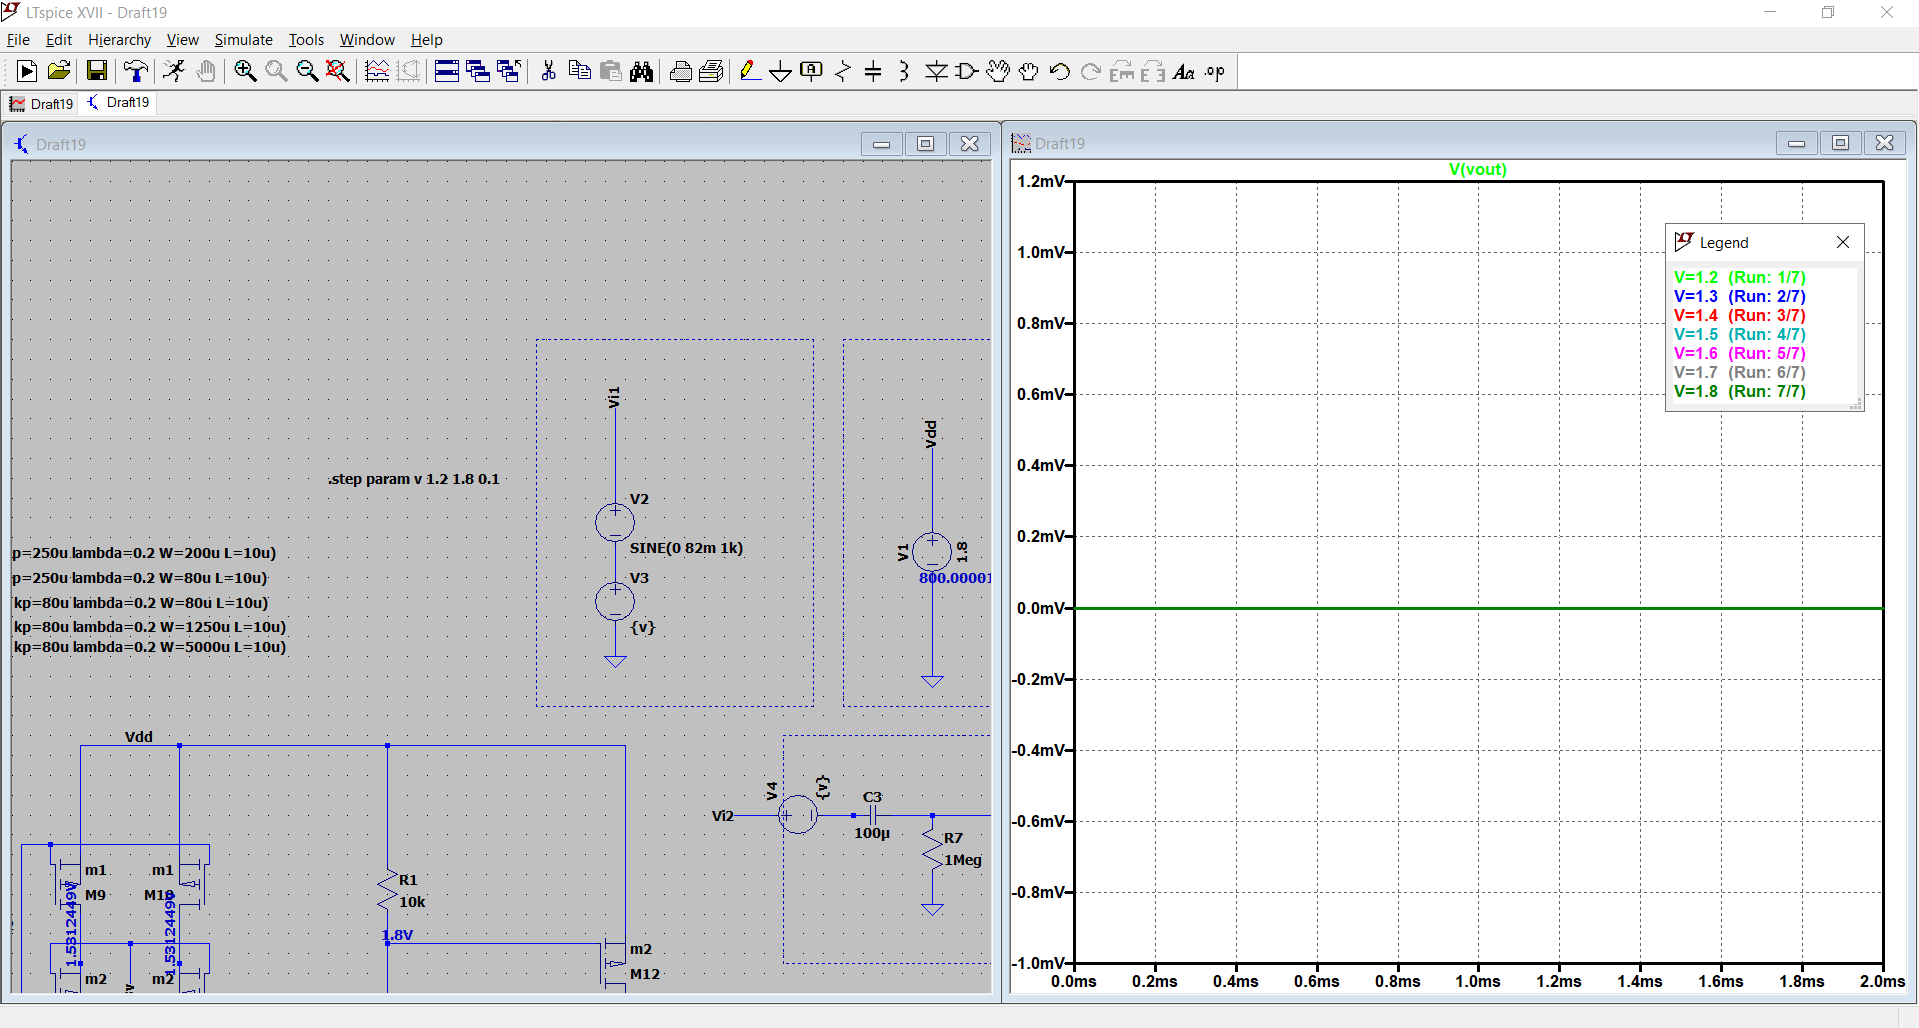 LTspice XVII - Draft19
File Edit Hierarchy View Simulate Tools Window Help
.op
Draft19 Draft19
Draft19
Vi1
.step param v 1.2 1.8 0.1
V2
SINE(0 82m 1k)
V3
{v}
Vdd
V1
1.8
800.00001
p=250u lambda=0.2 W=200u L=10u)
p=250u lambda=0.2 W=80u L=10u)
kp=80u lambda=0.2 W=80u L=10u)
kp=80u lambda=0.2 W=1250u L=10u)
kp=80u lambda=0.2 W=5000u L=10u)
Vdd
Vi2
V4
{v}
C3
100µ
R7
1Meg
m1
M9
m1
1.5312449V
m2
m2
R1
10k
1.8V
m2
M12
Draft19
V(vout)
Legend
V=1.2 (Run: 1/7)
V=1.3 (Run: 2/7)
V=1.4 (Run: 3/7)
V=1.5 (Run: 4/7)
V=1.6 (Run: 5/7)
V=1.7 (Run: 6/7)
V=1.8 (Run: 7/7)
1.2mV
1.0mV
0.8mV
0.6mV
0.4mV
0.2mV
0.0mV
-0.2mV
-0.4mV
-0.6mV
-0.8mV
-1.0mV
0.0ms 0.2ms 0.4ms 0.6ms 0.8ms 1.0ms 1.2ms 1.4ms 1.6ms 1.8ms 2.0ms